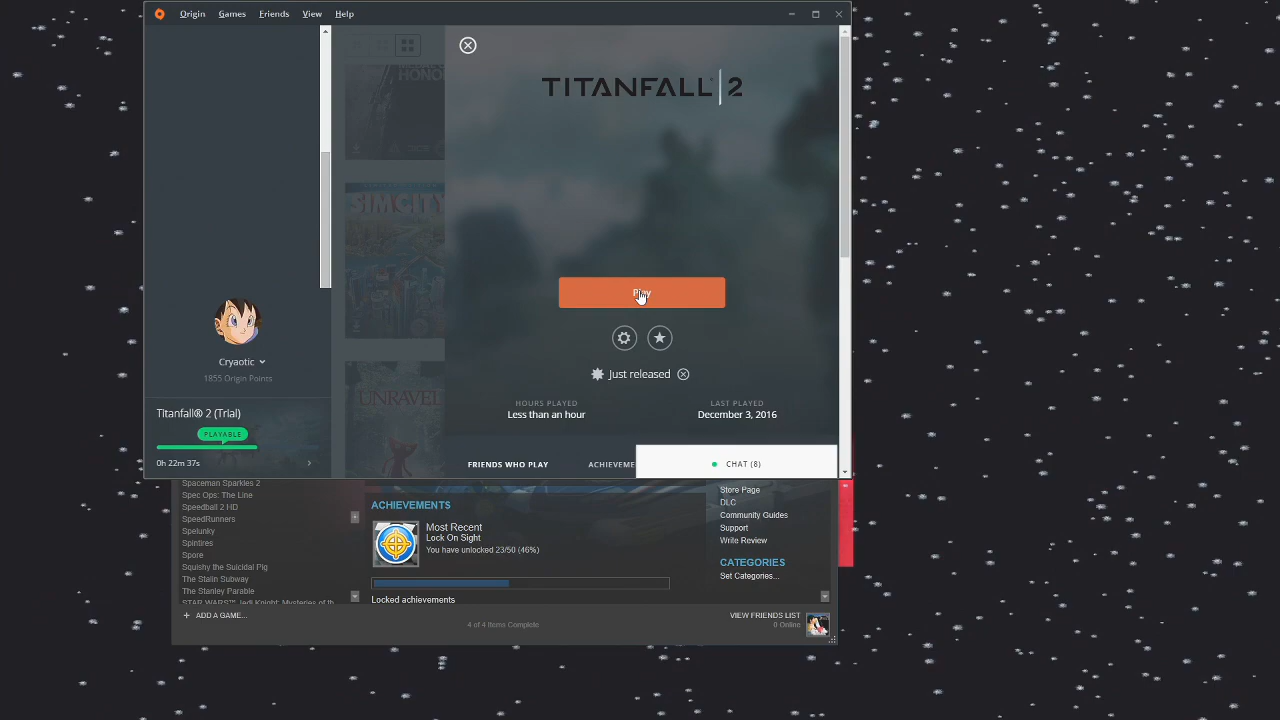 Origin Games Friends View Help
HONOR
TITANFALL 2
SIMCITY
Play
Cryaotic
1855 Origin Points
Just released
UNRAVEL
HOURS PLAYED
Less than an hour
LAST PLAYED
December 3, 2016
Titanfall® 2 (Trial)
PLAYABLE
0h 22m 37s
FRIENDS WHO PLAY
ACHIEVEME
CHAT (8)
Spaceman Sparkles 2
Spec Ops: The Line
Speedball 2 HD
SpeedRunners
Spelunky
Spintires
Spore
Squishy the Suicidal Pig
The Stalin Subway
The Stanley Parable
ACHIEVEMENTS
Most Recent
Lock On Sight
You have unlocked 23/50 (46%)
Locked achievements
Store Page
DLC
Community Guides
Support
Write Review
CATEGORIES
Set Categories...
+ ADD A GAME...
4 of 4 Items Complete
VIEW FRIENDS LIST
0 Online